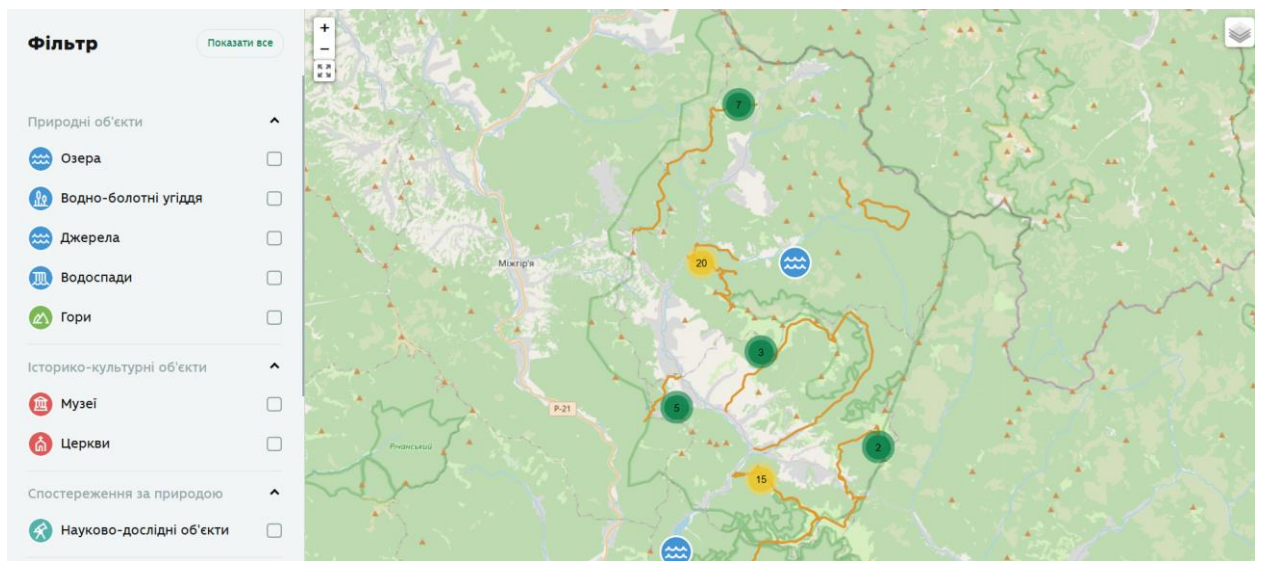 Фільтр
Показати все
Природні об'єкти
Озера
Водно-болотні угіддя
Джерела
Водоспади
Гори
Історико-культурні об'єкти
Музеї
Церкви
Спостереження за природою
Науково-дослідні об'єкти
+
−
7
Міжгір'я
20
3
P-21
5
Річанський
2
15